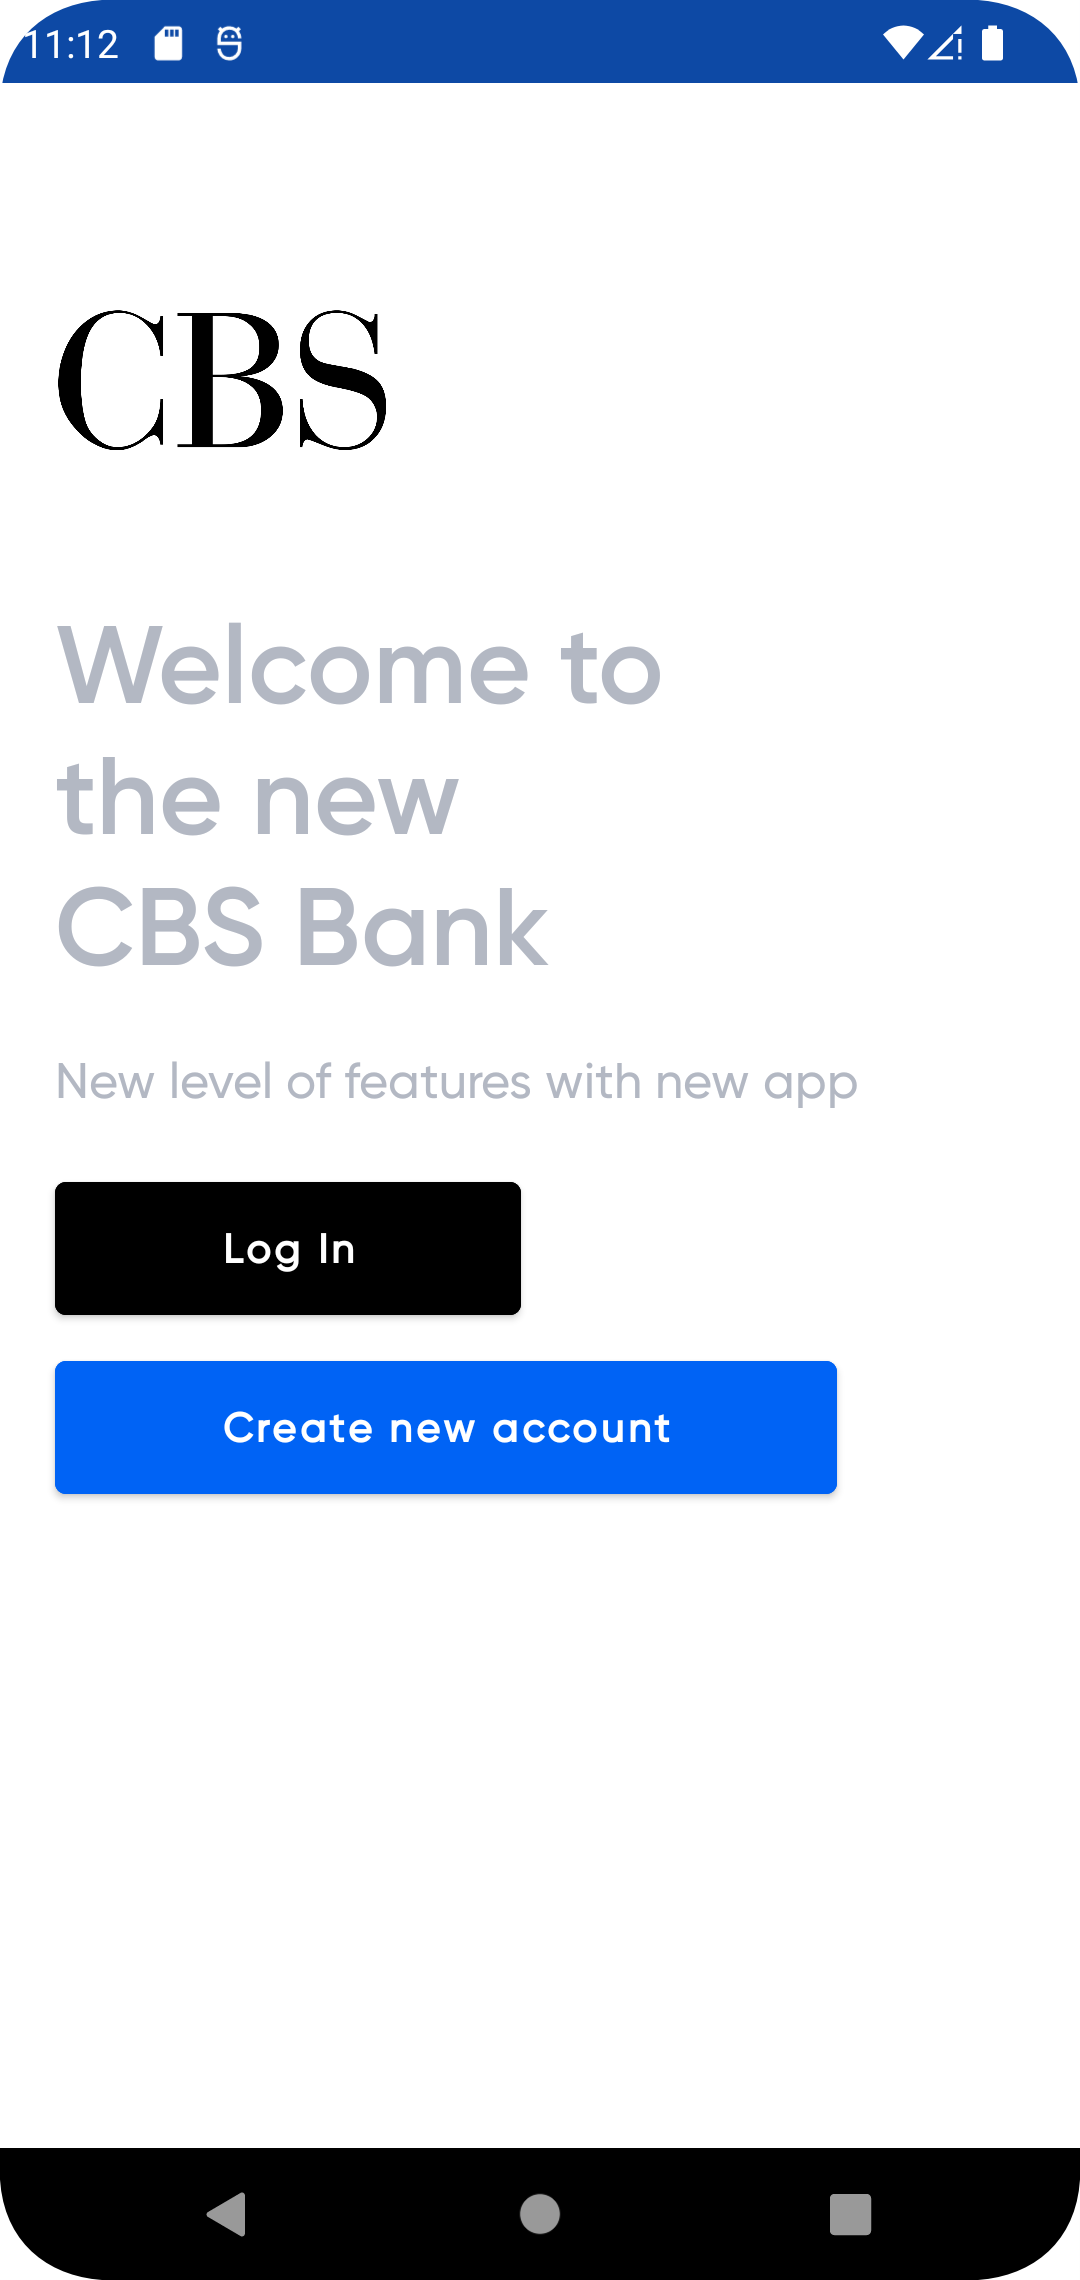 11:12
CBS
Welcome to
the new
CBS Bank
New level of features with new app
Log In
Create new account